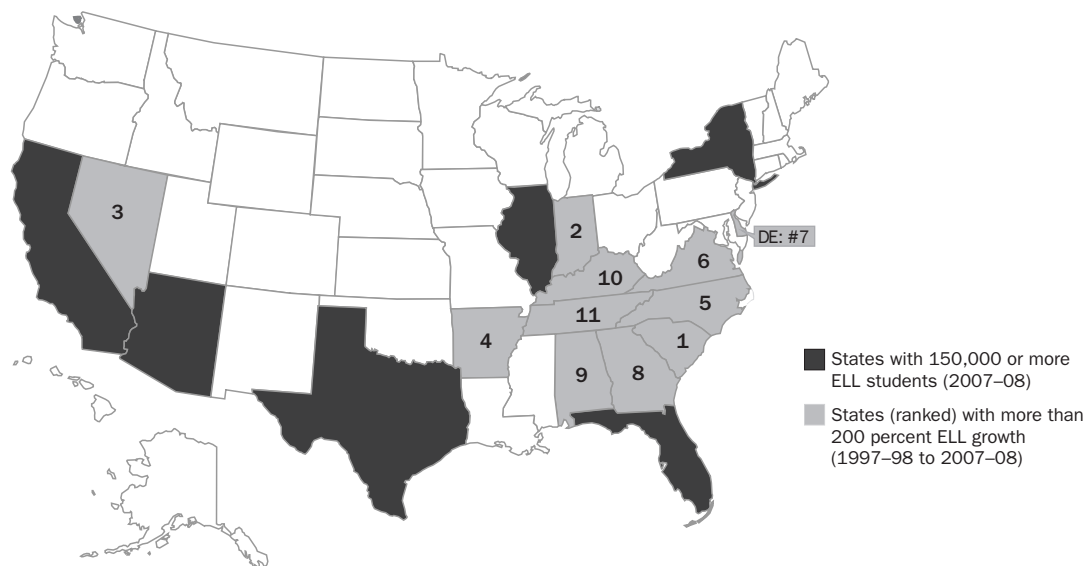 3
2
DE: #7
6
10
5
11
4
1
9
8
States with 150,000 or more
ELL students (2007–08)
States (ranked) with more than
200 percent ELL growth
(1997–98 to 2007–08)